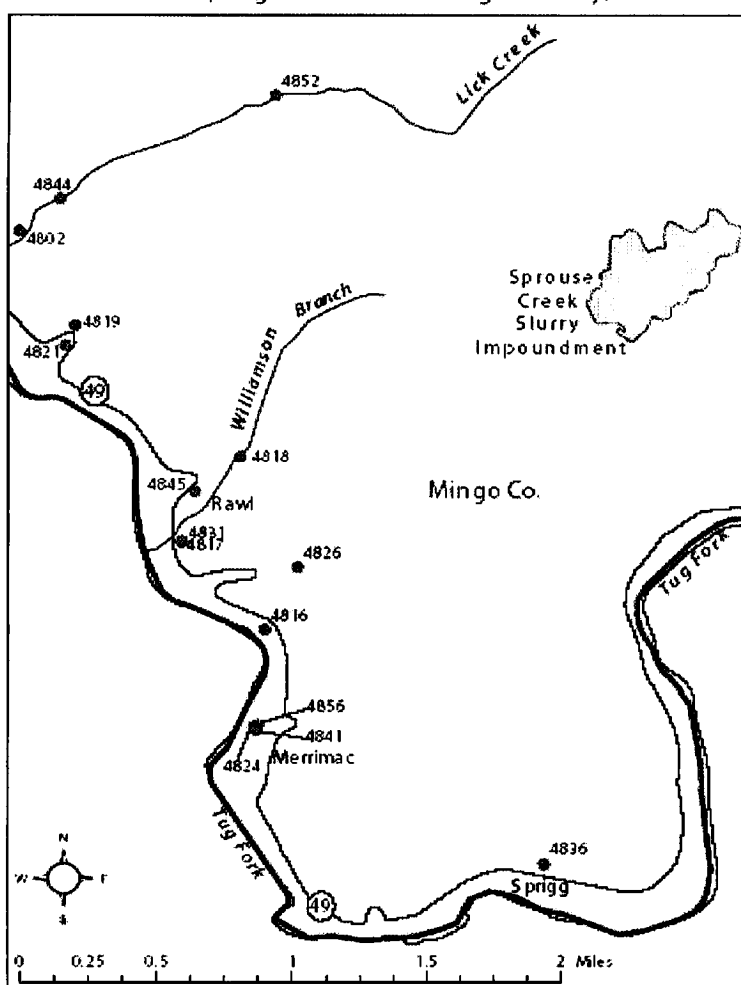 4852
Lick Creek
4844
4802
Sprouse
Creek
Slurry
Impoundment
4819
4821
49
Williamson Branch
4818
4845
Rawl
Mingo Co.
4831
4817
4826
Tug Fork
4816
4856
4841
4824
Merrimac
Tug Fork
4836
Sprigg
49
N
W
0 0.25 0.5 1 1.5 2 Miles